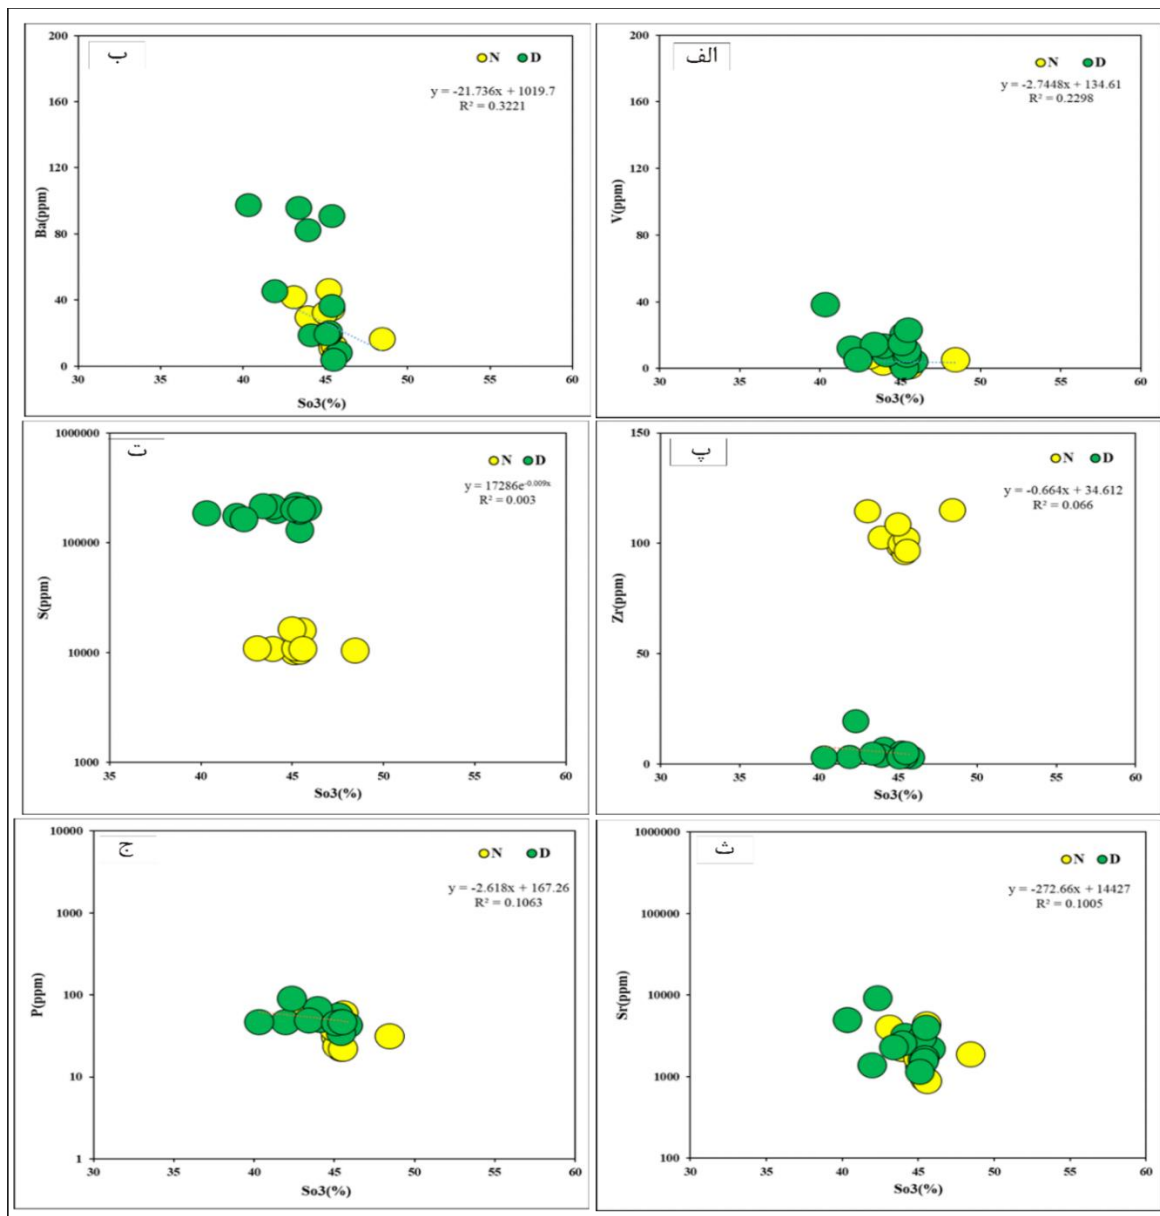 ب
N D
y = -21.736x + 1019.7
R² = 0.3221
Ba(ppm)
200
160
120
80
40
0
30 35 40 45 50 55 60
So3(%)
الف
N D
y = -2.7448x + 134.61
R² = 0.2298
V(ppm)
200
160
120
80
40
0
30 35 40 45 50 55 60
So3(%)
ت
N D
y = 17286e-0.009x
R² = 0.003
S(ppm)
1000000
100000
10000
1000
35 40 45 50 55 60
So3(%)
پ
N D
y = -0.664x + 34.612
R² = 0.066
Zr(ppm)
150
100
50
0
30 35 40 45 50 55 60
So3(%)
ج
N D
y = -2.618x + 167.26
R² = 0.1063
P(ppm)
10000
1000
100
10
1
30 35 40 45 50 55 60
So3(%)
ث
N D
y = -272.66x + 14427
R² = 0.1005
Sr(ppm)
1000000
100000
10000
1000
100
30 35 40 45 50 55 60
So3(%)